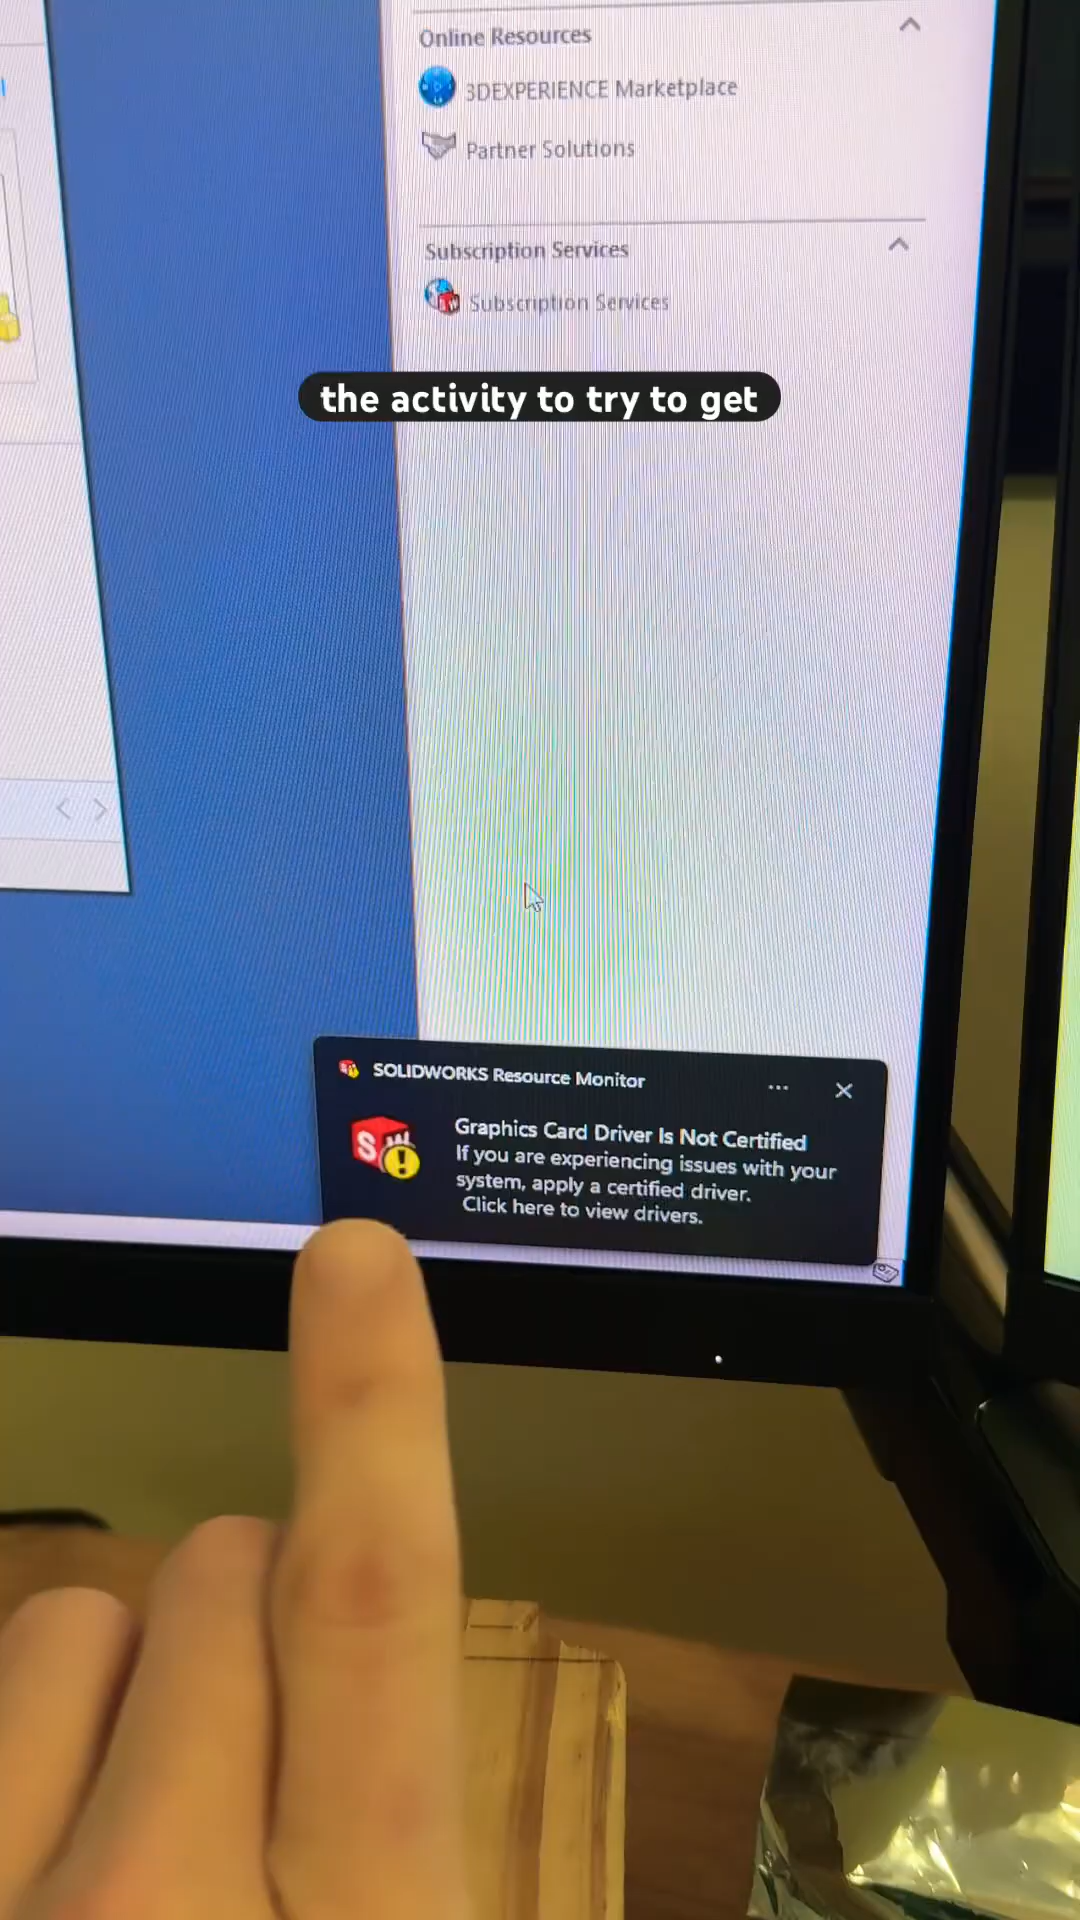 Online Resources
3DEXPERIENCE Marketplace
Partner Solutions
Subscription Services
Subscription Services
the activity to try to get
SOLIDWORKS Resource Monitor
Graphics Card Driver Is Not Certified
If you are experiencing issues with your
system, apply a certified driver.
Click here to view drivers.